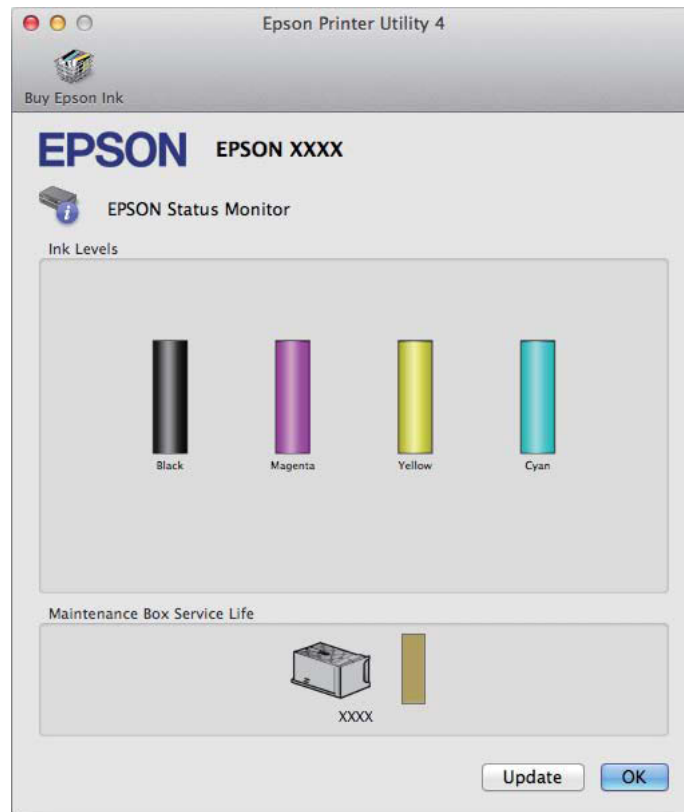 Epson Printer Utility 4
Buy Epson Ink
EPSON EPSON XXXX
EPSON Status Monitor
Ink Levels
Black Magenta Yellow Cyan
Maintenance Box Service Life
XXXX
Update OK